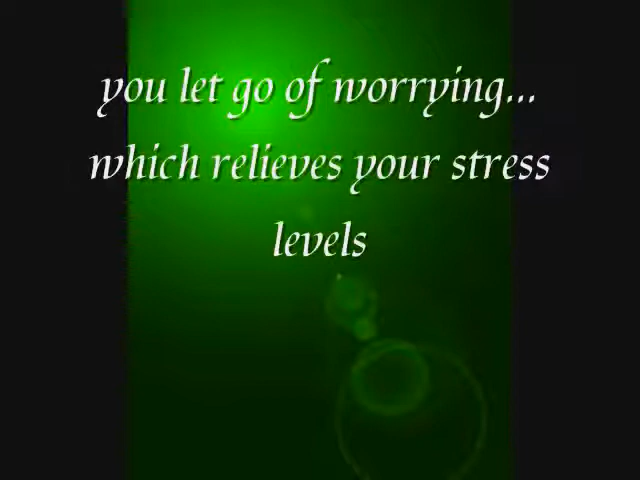 you let go of worrying...
which relieves your stress
levels